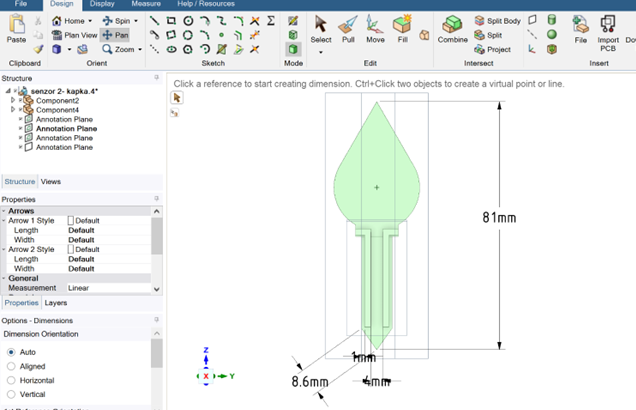 File Design Display Measure Help / Resources
Home Spin
Plan View Pan
Paste Zoom
Select Pull Move Fill
Combine Split Body
Split
Project
File Import
PCB
Clipboard Orient Sketch Mode Edit Intersect Insert
Structure
senzor 2- kapka.4*
Component2
Component4
Annotation Plane
Annotation Plane
Annotation Plane
Annotation Plane
Structure Views
Properties
Arrows
Arrow 1 Style Default
Length Default
Width Default
Arrow 2 Style Default
Length Default
Width Default
General
Measurement Linear
Properties Layers
Options - Dimensions
Dimension Orientation
Auto
Aligned
Horizontal
Vertical
Click a reference to start creating dimension. Ctrl+Click two objects to create a virtual point or line.
81mm
1mm
8.6mm
4mm
Z
X
Y